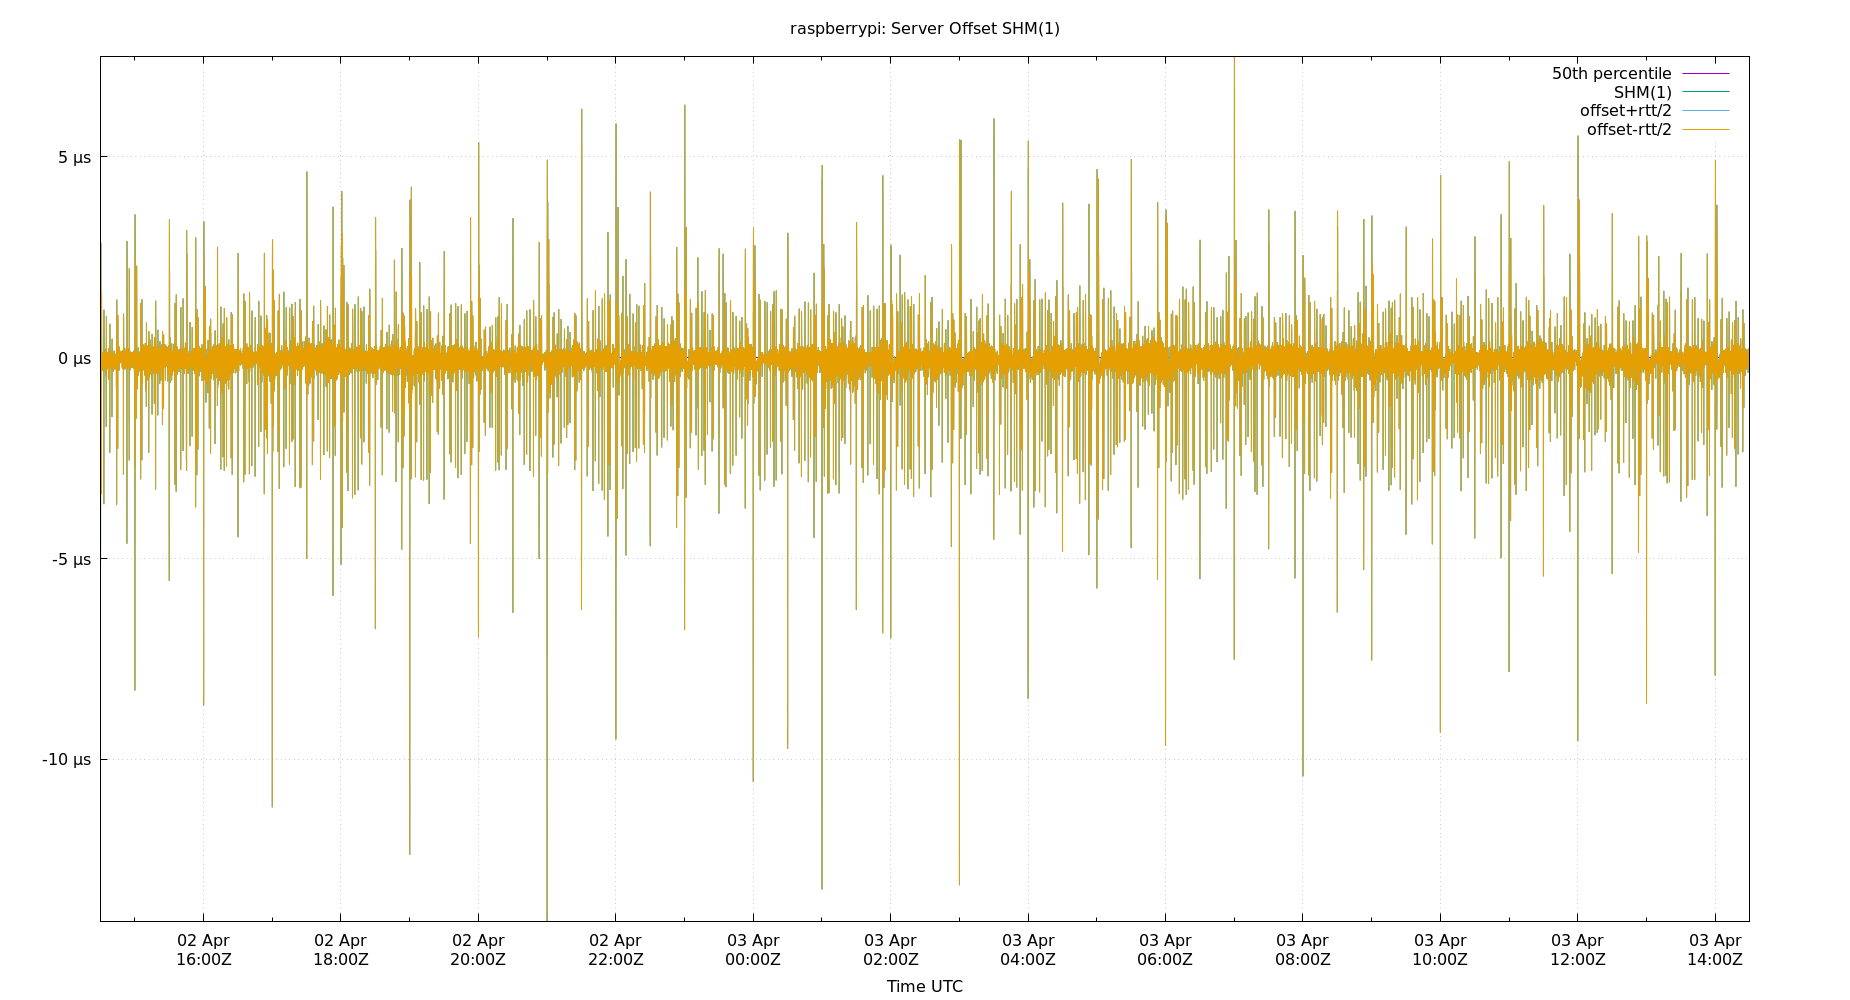 raspberrypi: Server Offset SHM(1)
50th percentile
SHM(1)
offset+rtt/2
offset-rtt/2
5 µs
0 µs
-5 µs
-10 µs
02 Apr 02 Apr 02 Apr 02 Apr 03 Apr 03 Apr 03 Apr 03 Apr 03 Apr 03 Apr 03 Apr 03 Apr
16:00Z 18:00Z 20:00Z 22:00Z 00:00Z 02:00Z 04:00Z 06:00Z 08:00Z 10:00Z 12:00Z 14:00Z
Time UTC